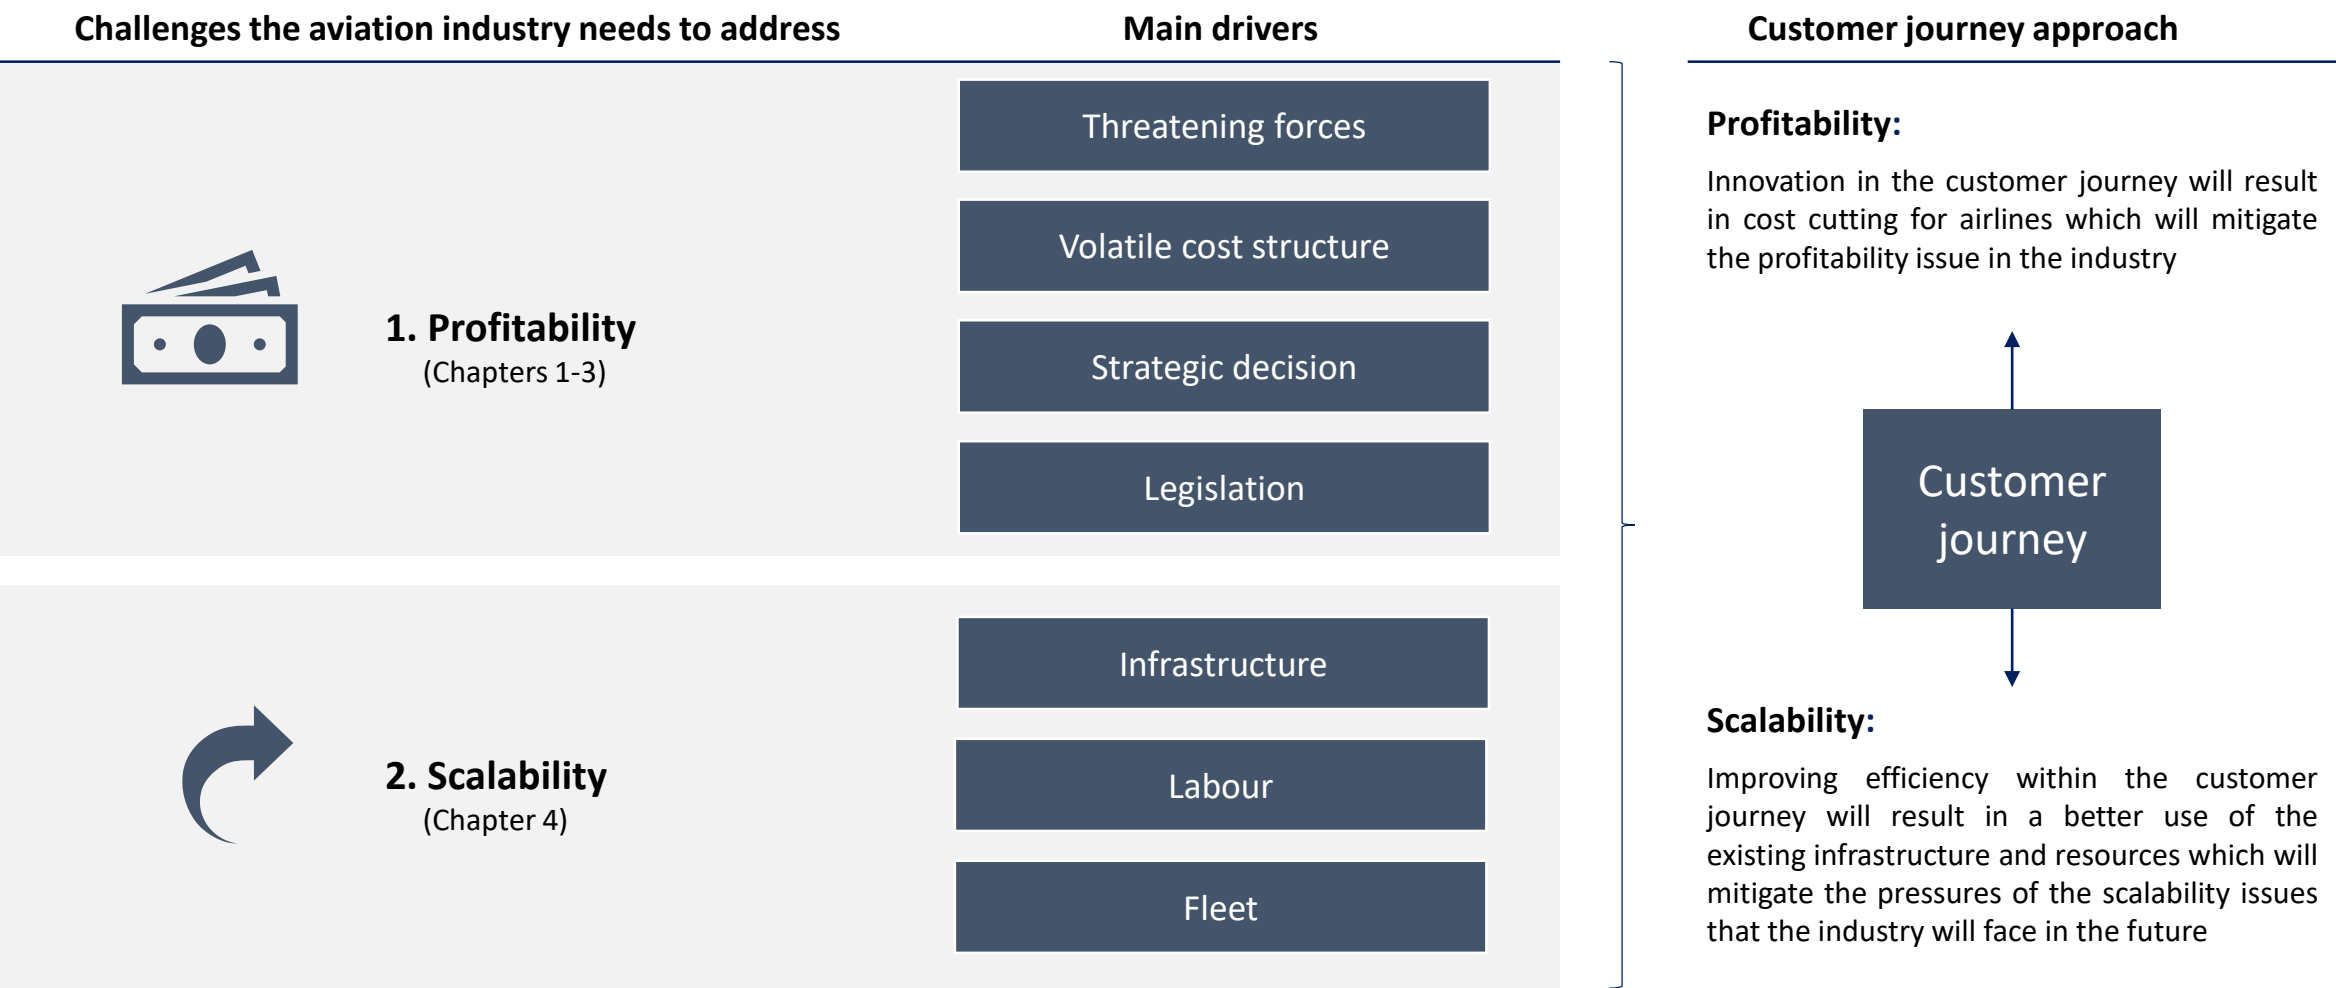 Challenges the aviation industry needs to address
Main drivers
Customer journey approach
1. Profitability
(Chapters 1-3)
Threatening forces
Volatile cost structure
Strategic decision
Legislation
2. Scalability
(Chapter 4)
Infrastructure
Labour
Fleet
Profitability:
Innovation in the customer journey will result
in cost cutting for airlines which will mitigate
the profitability issue in the industry
Customer
journey
Scalability:
Improving efficiency within the customer
journey will result in a better use of the
existing infrastructure and resources which will
mitigate the pressures of the scalability issues
that the industry will face in the future